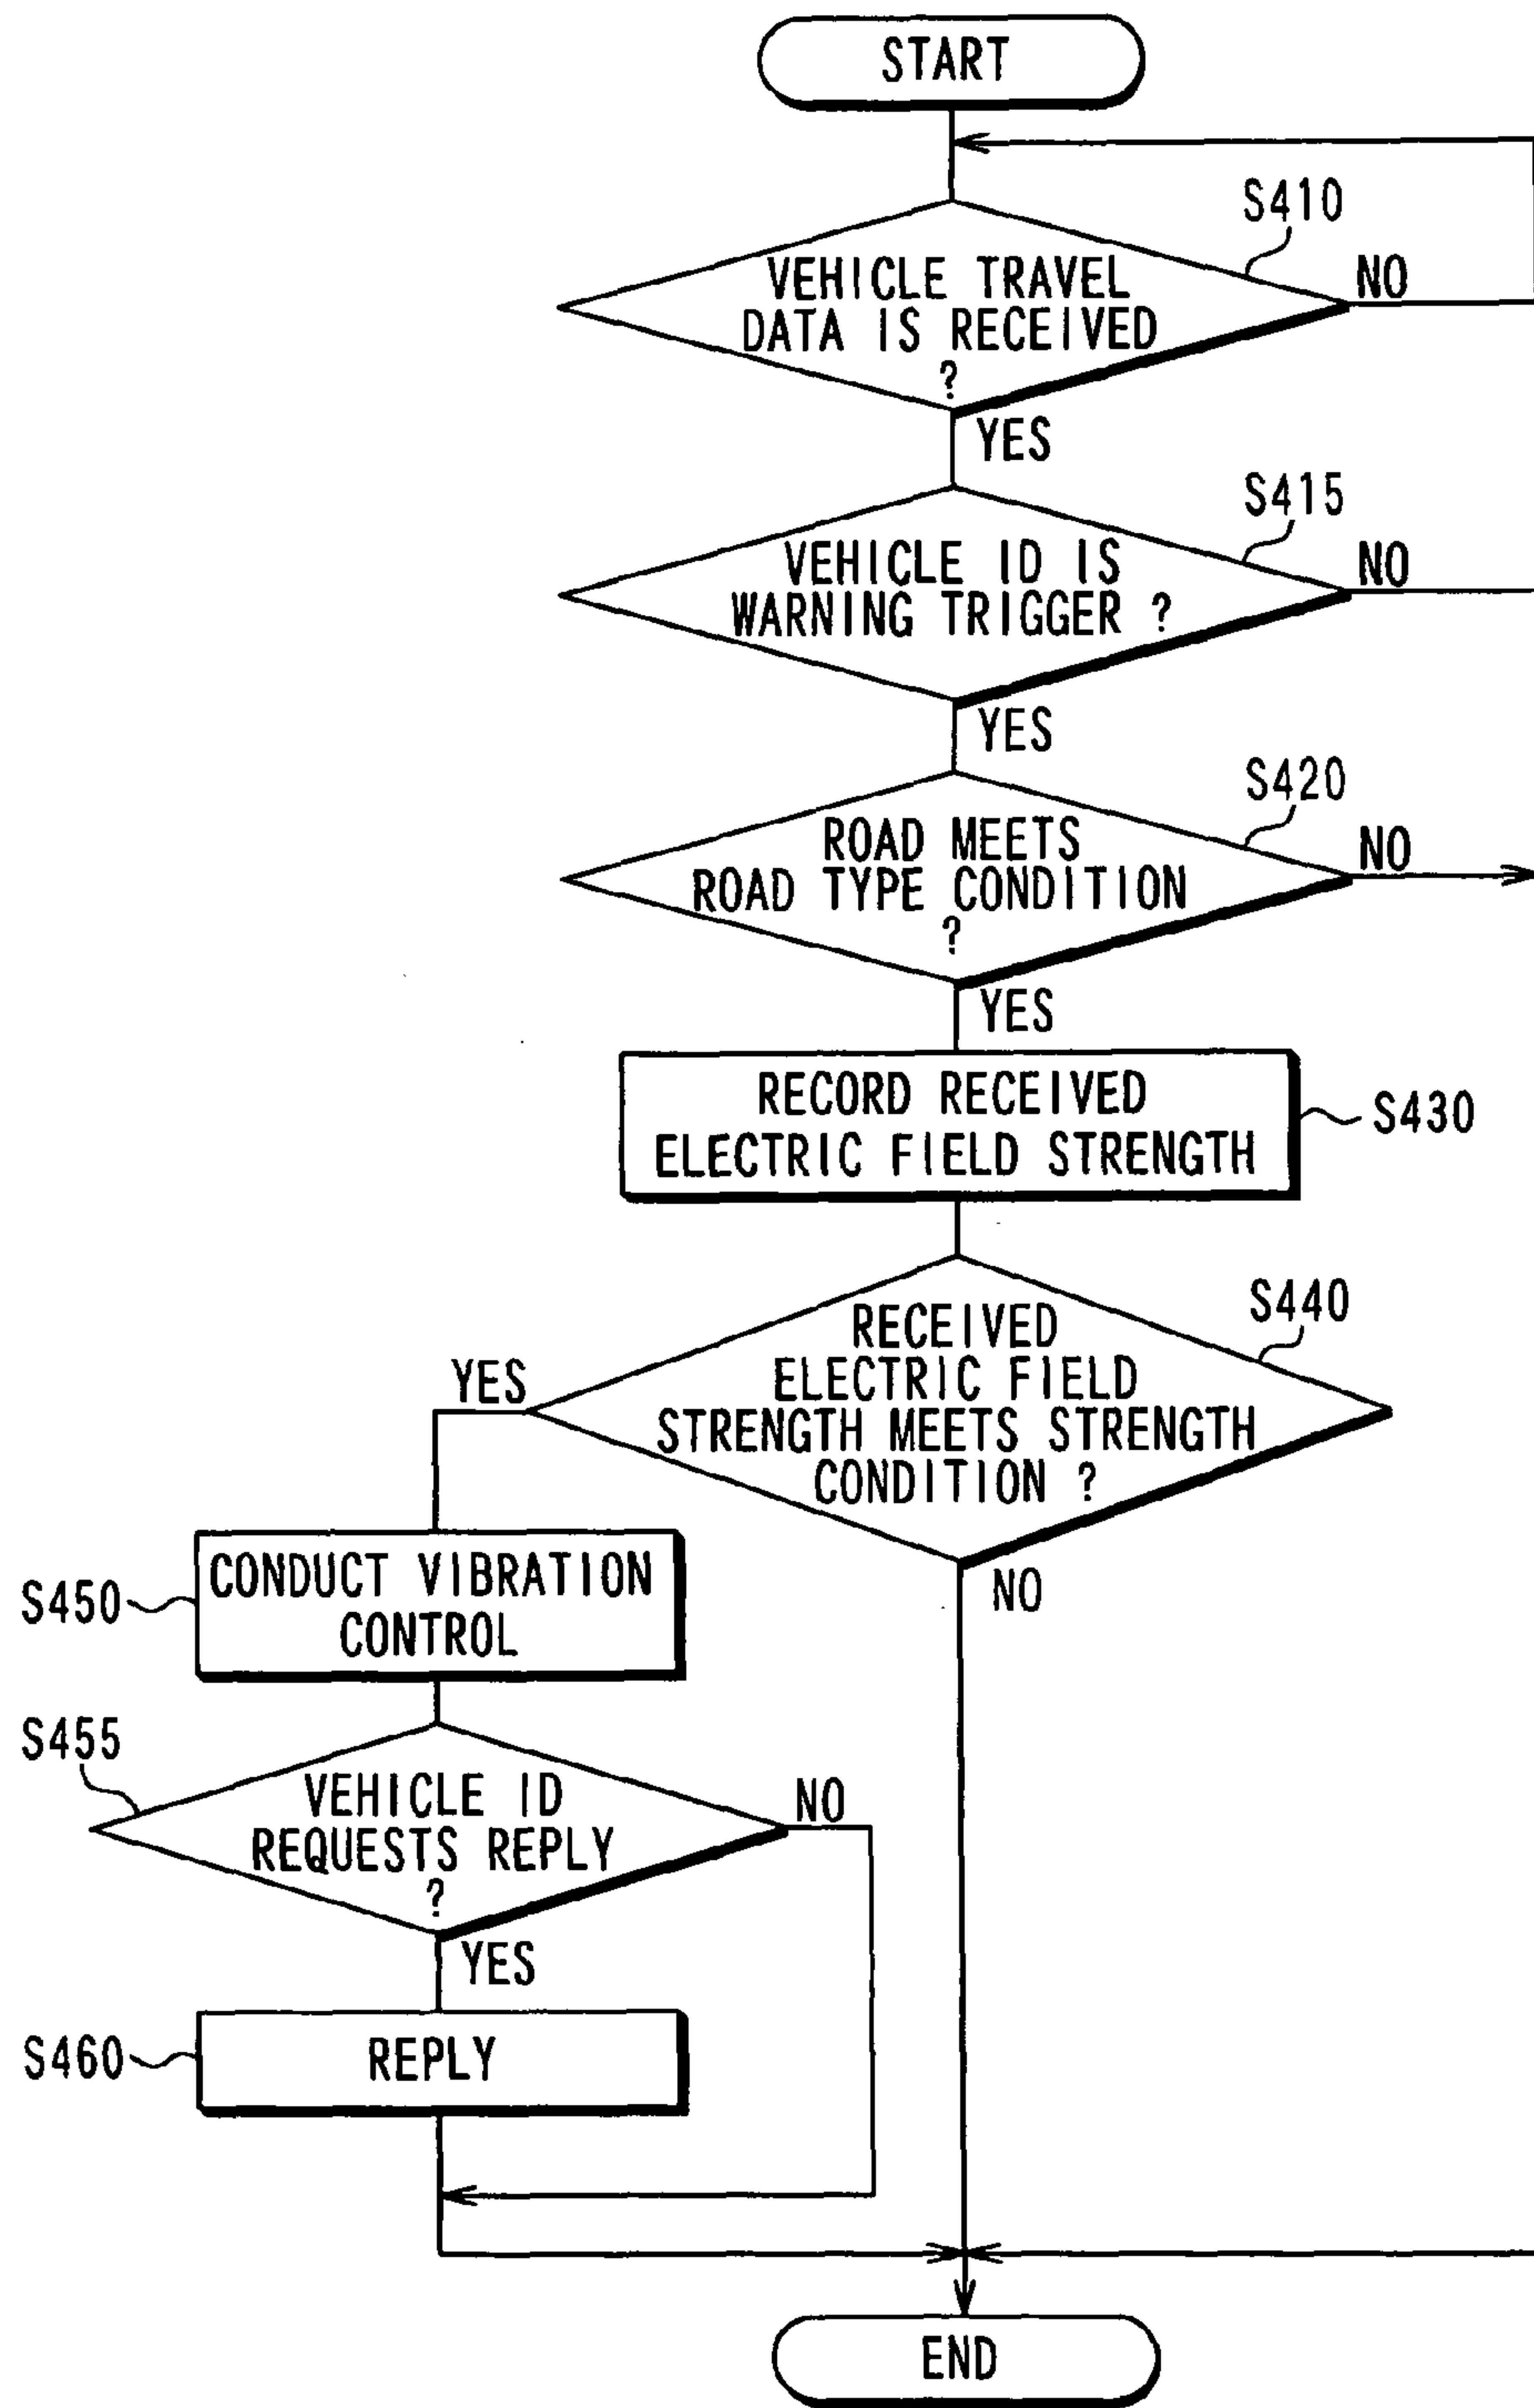 START
S410
VEHICLE TRAVEL
DATA IS RECEIVED
?
NO
YES
S415
VEHICLE ID IS
WARNING TRIGGER ?
NO
YES
S420
ROAD MEETS
ROAD TYPE CONDITION
?
NO
YES
RECORD RECEIVED
ELECTRIC FIELD STRENGTH
S430
S440
RECEIVED
ELECTRIC FIELD
STRENGTH MEETS STRENGTH
CONDITION ?
YES
NO
S450
CONDUCT VIBRATION
CONTROL
S455
VEHICLE ID
REQUESTS REPLY
?
NO
YES
S460
REPLY
END